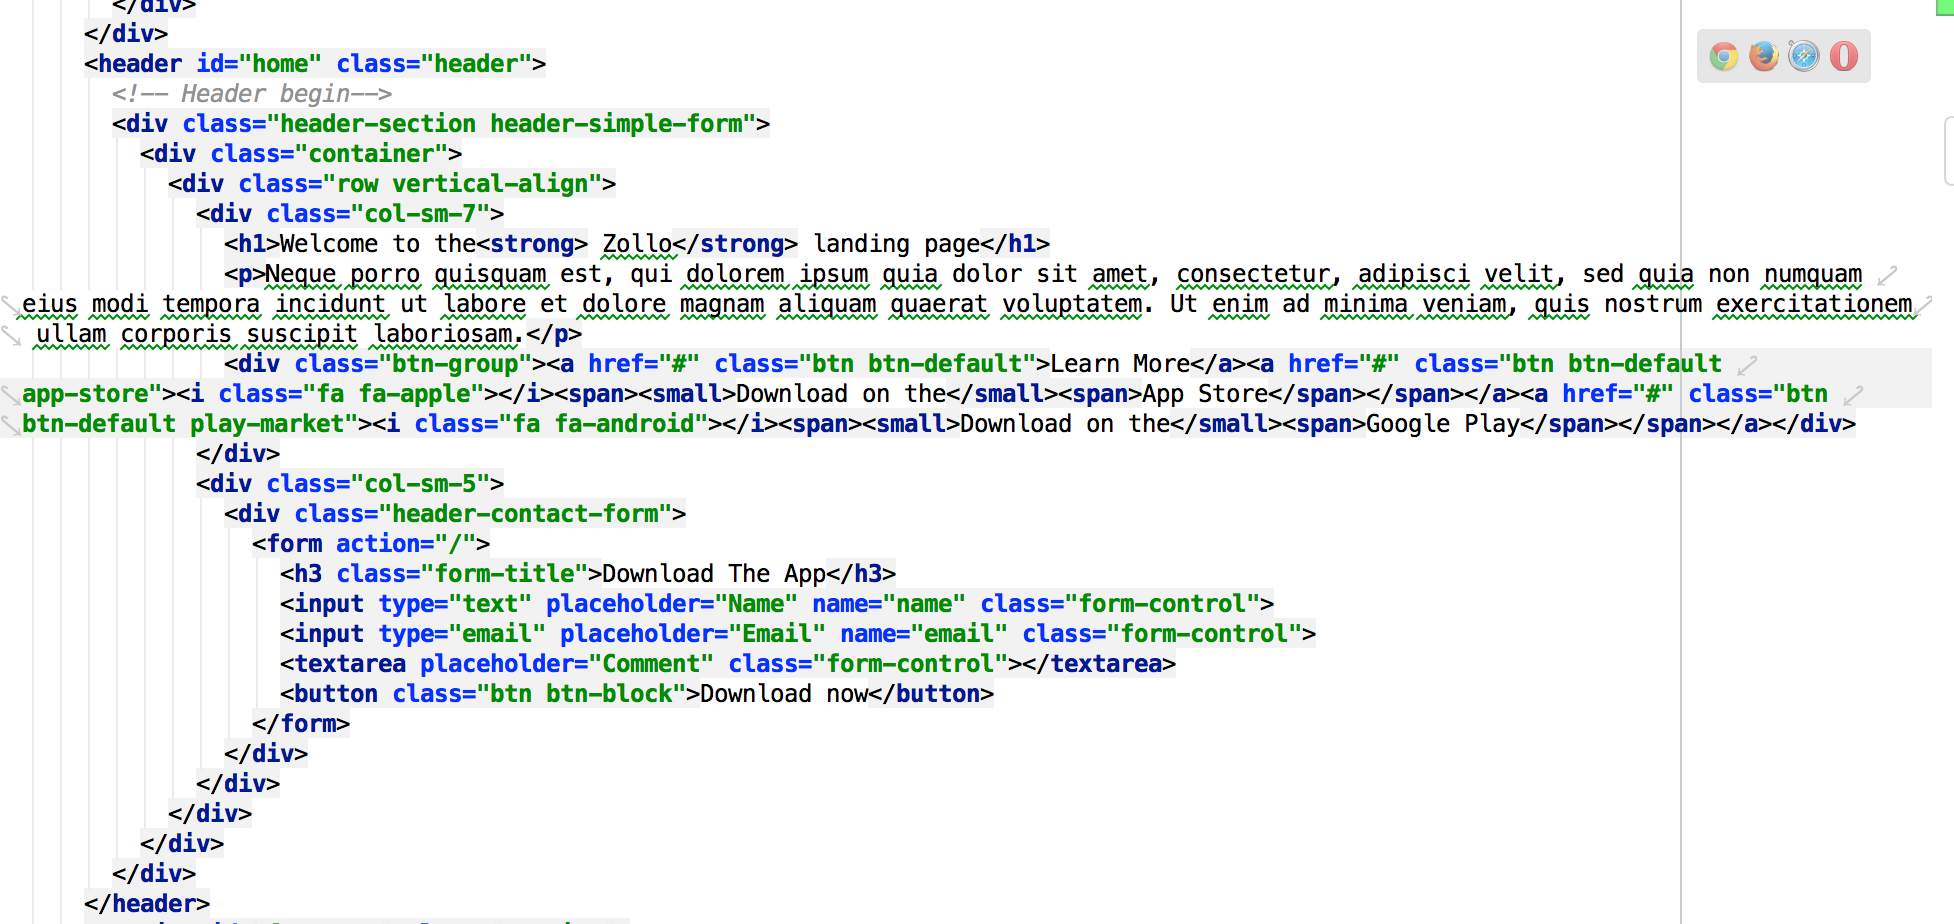 </div>
</div>
<header id="home" class="header">
<!-- Header begin-->
<div class="header-section header-simple-form">
<div class="container">
<div class="row vertical-align">
<div class="col-sm-7">
<h1>Welcome to the<strong> Zollo</strong> landing page</h1>
<p>Neque porro quisquam est, qui dolorem ipsum quia dolor sit amet, consectetur, adipisci velit, sed quia non numquam
eius modi tempora incidunt ut labore et dolore magnam aliquam quaerat voluptatem. Ut enim ad minima veniam, quis nostrum exercitationem
ullam corporis suscipit laboriosam.</p>
<div class="btn-group"><a href="#" class="btn btn-default">Learn More</a><a href="#" class="btn btn-default
app-store"><i class="fa fa-apple"></i><span><small>Download on the</small><span>App Store</span></span></a><a href="#" class="btn
btn-default play-market"><i class="fa fa-android"></i><span><small>Download on the</small><span>Google Play</span></span></a></div>
</div>
<div class="col-sm-5">
<div class="header-contact-form">
<form action="/">
<h3 class="form-title">Download The App</h3>
<input type="text" placeholder="Name" name="name" class="form-control">
<input type="email" placeholder="Email" name="email" class="form-control">
<textarea placeholder="Comment" class="form-control"></textarea>
<button class="btn btn-block">Download now</button>
</form>
</div>
</div>
</div>
</div>
</div>
</header>